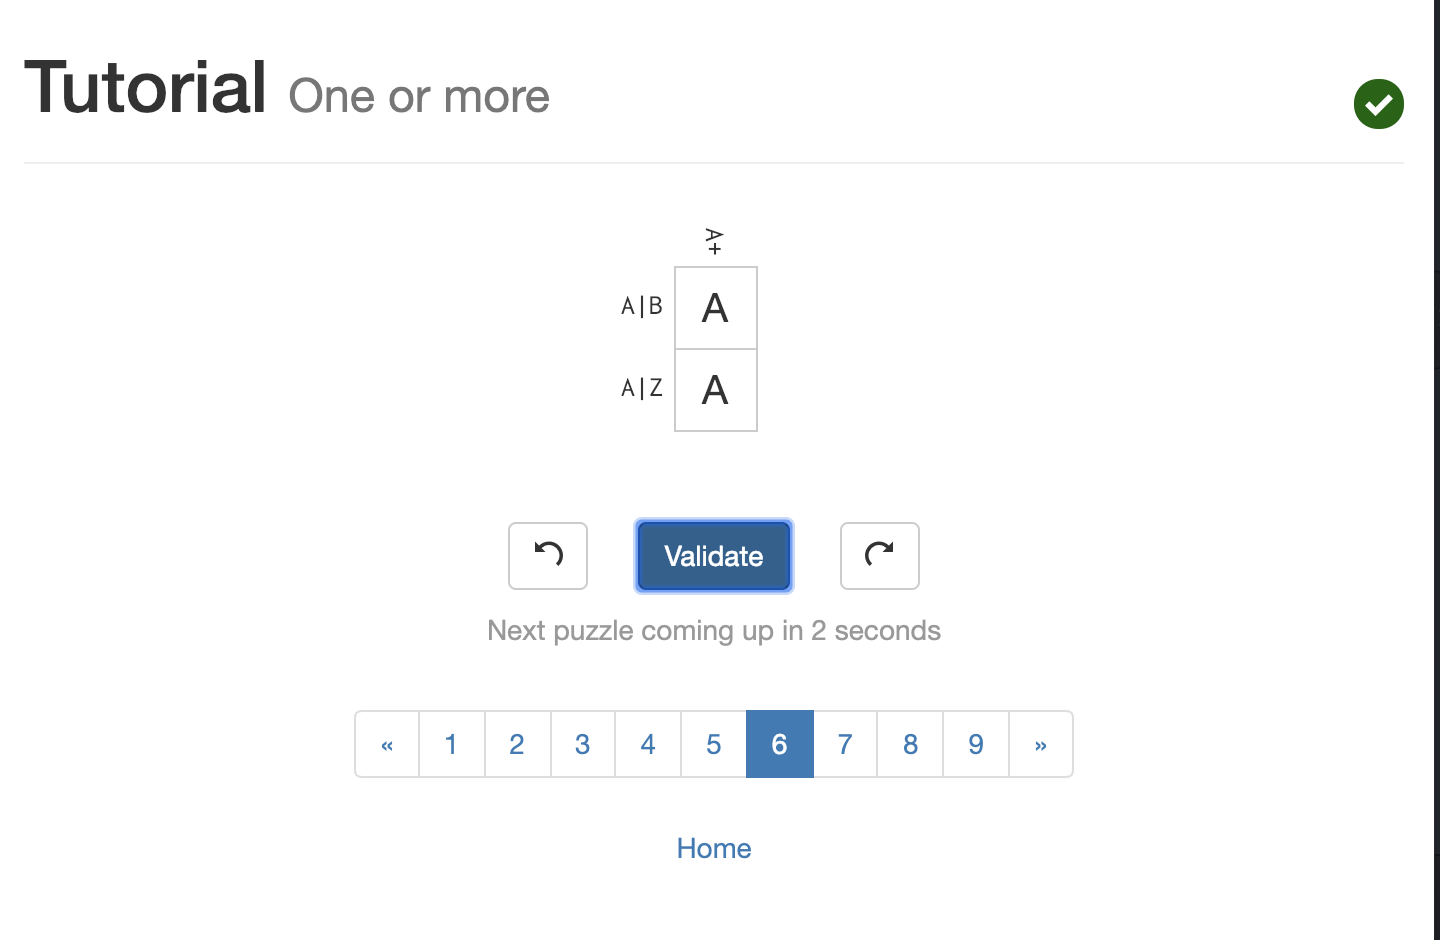 Tutorial One or more
A+
A|B A
A|Z A
Validate
Next puzzle coming up in 2 seconds
« 1 2 3 4 5 6 7 8 9 »
Home